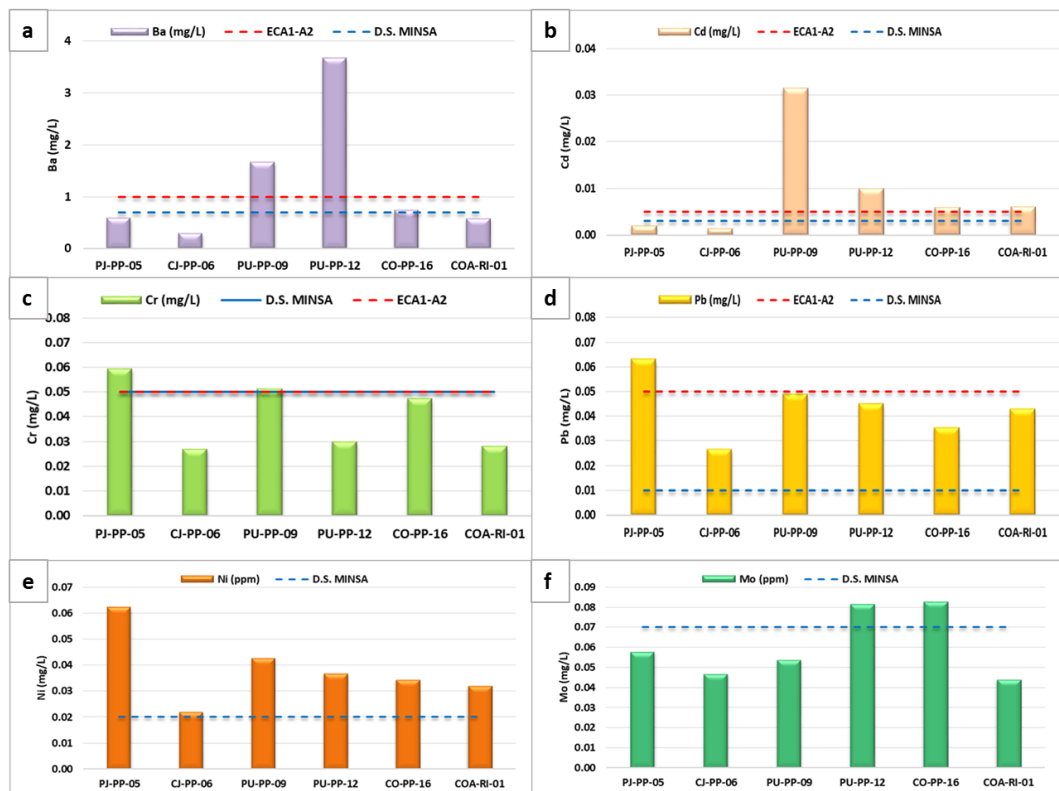 a
Ba (mg/L) ECA1-A2 D.S. MINSA
4
3
2
1
0
Ba (mg/L)
PJ-PP-05 CJ-PP-06 PU-PP-09 PU-PP-12 CO-PP-16 COA-RI-01
b
Cd (mg/L) ECA1-A2 D.S. MINSA
0.04
0.03
0.02
0.01
0.00
Cd (mg/L)
PJ-PP-05 CJ-PP-06 PU-PP-09 PU-PP-12 CO-PP-16 COA-RI-01
c
Cr (mg/L) D.S. MINSA ECA1-A2
0.08
0.07
0.06
0.05
0.04
0.03
0.02
0.01
0.00
Cr (mg/L)
PJ-PP-05 CJ-PP-06 PU-PP-09 PU-PP-12 CO-PP-16 COA-RI-01
d
Pb (mg/L) ECA1-A2 D.S. MINSA
0.08
0.07
0.06
0.05
0.04
0.03
0.02
0.01
0.00
Pb (mg/L)
PJ-PP-05 CJ-PP-06 PU-PP-09 PU-PP-12 CO-PP-16 COA-RI-01
e
Ni (ppm) D.S. MINSA
0.07
0.06
0.05
0.04
0.03
0.02
0.01
0.00
Ni (mg/L)
PJ-PP-05 CJ-PP-06 PU-PP-09 PU-PP-12 CO-PP-16 COA-RI-01
f
Mo (ppm) D.S. MINSA
0.09
0.08
0.07
0.06
0.05
0.04
0.03
0.02
0.01
0.00
Mo (mg/L)
PJ-PP-05 CJ-PP-06 PU-PP-09 PU-PP-12 CO-PP-16 COA-RI-01